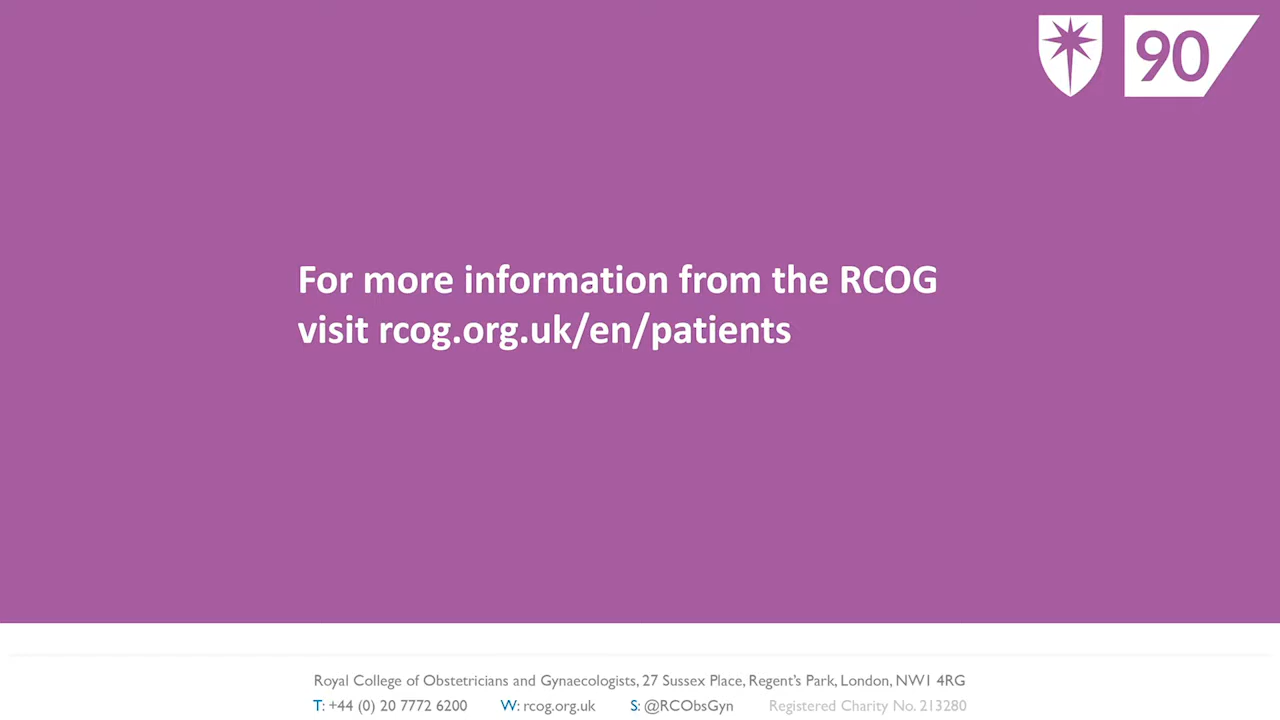 90
For more information from the RCOG
visit rcog.org.uk/en/patients
Royal College of Obstetricians and Gynaecologists, 27 Sussex Place, Regent's Park, London, NW1 4RG
T: +44 (0) 20 7772 6200 W: rcog.org.uk S: @RCObsGyn Registered Charity No. 213280